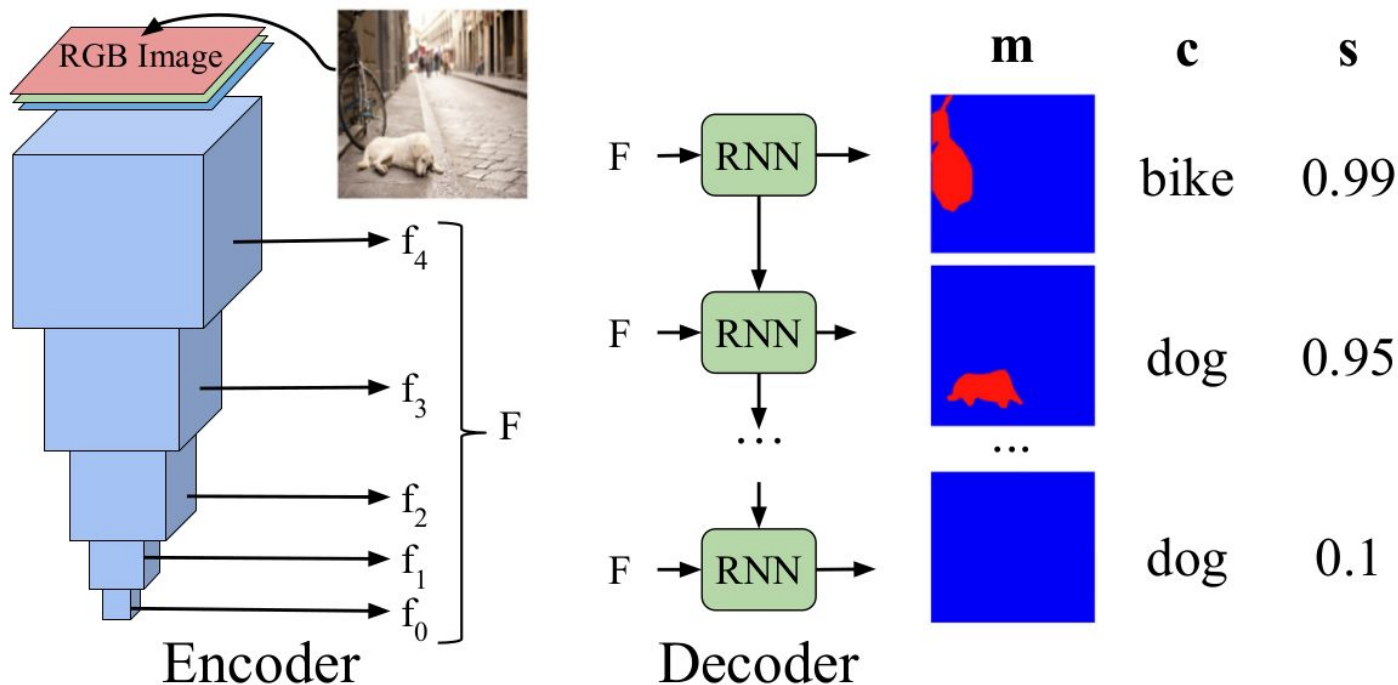 RGB Image
f4
f3
f2
f1
f0
F
Encoder
F
RNN
F
RNN
...
F
RNN
Decoder
m c s
bike 0.99
dog 0.95
...
dog 0.1